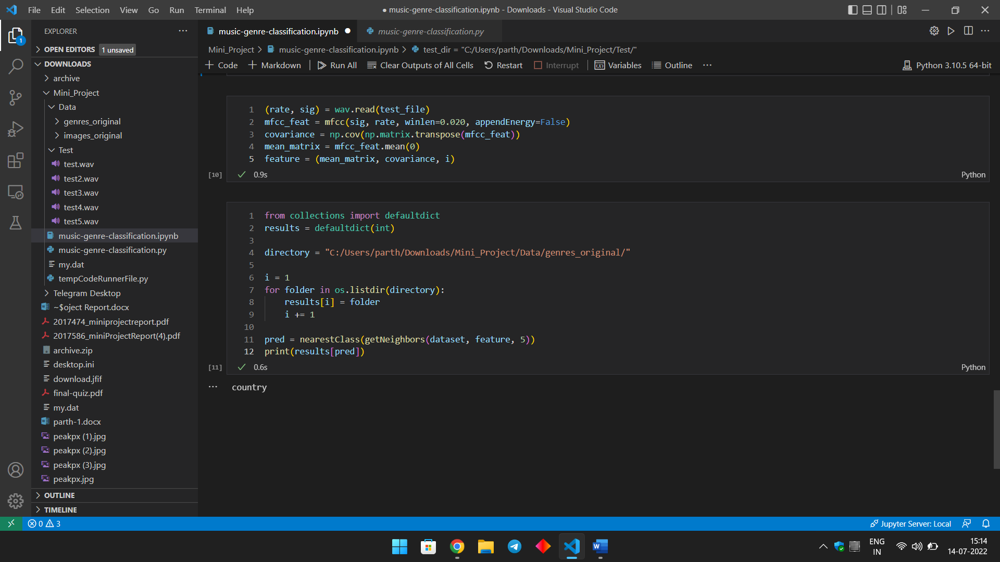 File Edit Selection View Go Run Terminal Help
● music-genre-classification.ipynb - Downloads - Visual Studio Code
EXPLORER
1
OPEN EDITORS 1 unsaved
DOWNLOADS
archive
Mini_Project
Data
genres_original
images_original
Test
test.wav
test2.wav
test3.wav
test4.wav
test5.wav
music-genre-classification.ipynb
music-genre-classification.py
my.dat
tempCodeRunnerFile.py
Telegram Desktop
~$oject Report.docx
2017474_miniprojectreport.pdf
2017586_miniProjectReport(4).pdf
archive.zip
desktop.ini
download.jfif
final-quiz.pdf
my.dat
parth-1.docx
peakpx (1).jpg
peakpx (2).jpg
peakpx (3).jpg
peakpx.jpg
OUTLINE
TIMELINE
music-genre-classification.ipynb
music-genre-classification.py
Mini_Project > music-genre-classification.ipynb > test_dir = "C:/Users/parth/Downloads/Mini_Project/Test/"
+ Code + Markdown | Run All Clear Outputs of All Cells Restart Interrupt | Variables Outline ... Python 3.10.5 64-bit
1 (rate, sig) = wav.read(test_file)
2 mfcc_feat = mfcc(sig, rate, winlen=0.020, appendEnergy=False)
3 covariance = np.cov(np.matrix.transpose(mfcc_feat))
4 mean_matrix = mfcc_feat.mean(0)
5 feature = (mean_matrix, covariance, i)
[10] ✓ 0.9s Python
1 from collections import defaultdict
2 results = defaultdict(int)
3
4 directory = "C:/Users/parth/Downloads/Mini_Project/Data/genres_original/"
5
6 i = 1
7 for folder in os.listdir(directory):
8     results[i] = folder
9     i += 1
10
11 pred = nearestClass(getNeighbors(dataset, feature, 5))
12 print(results[pred])
[11] ✓ 0.6s Python
... country
0 3
Jupyter Server: Local
ENG
IN
15:14
14-07-2022